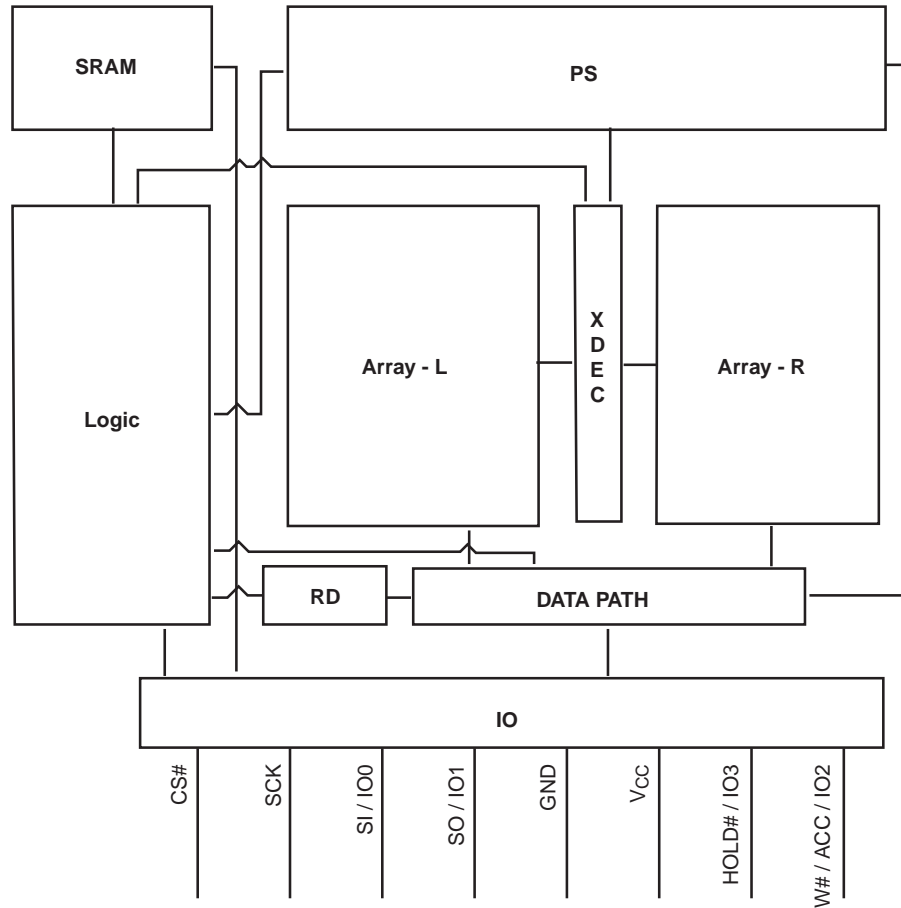 SRAM
PS
Logic
Array - L
X
D
E
C
Array - R
RD
DATA PATH
IO
CS#
SCK
SI / IO0
SO / IO1
GND
VCC
HOLD# / IO3
W# / ACC / IO2